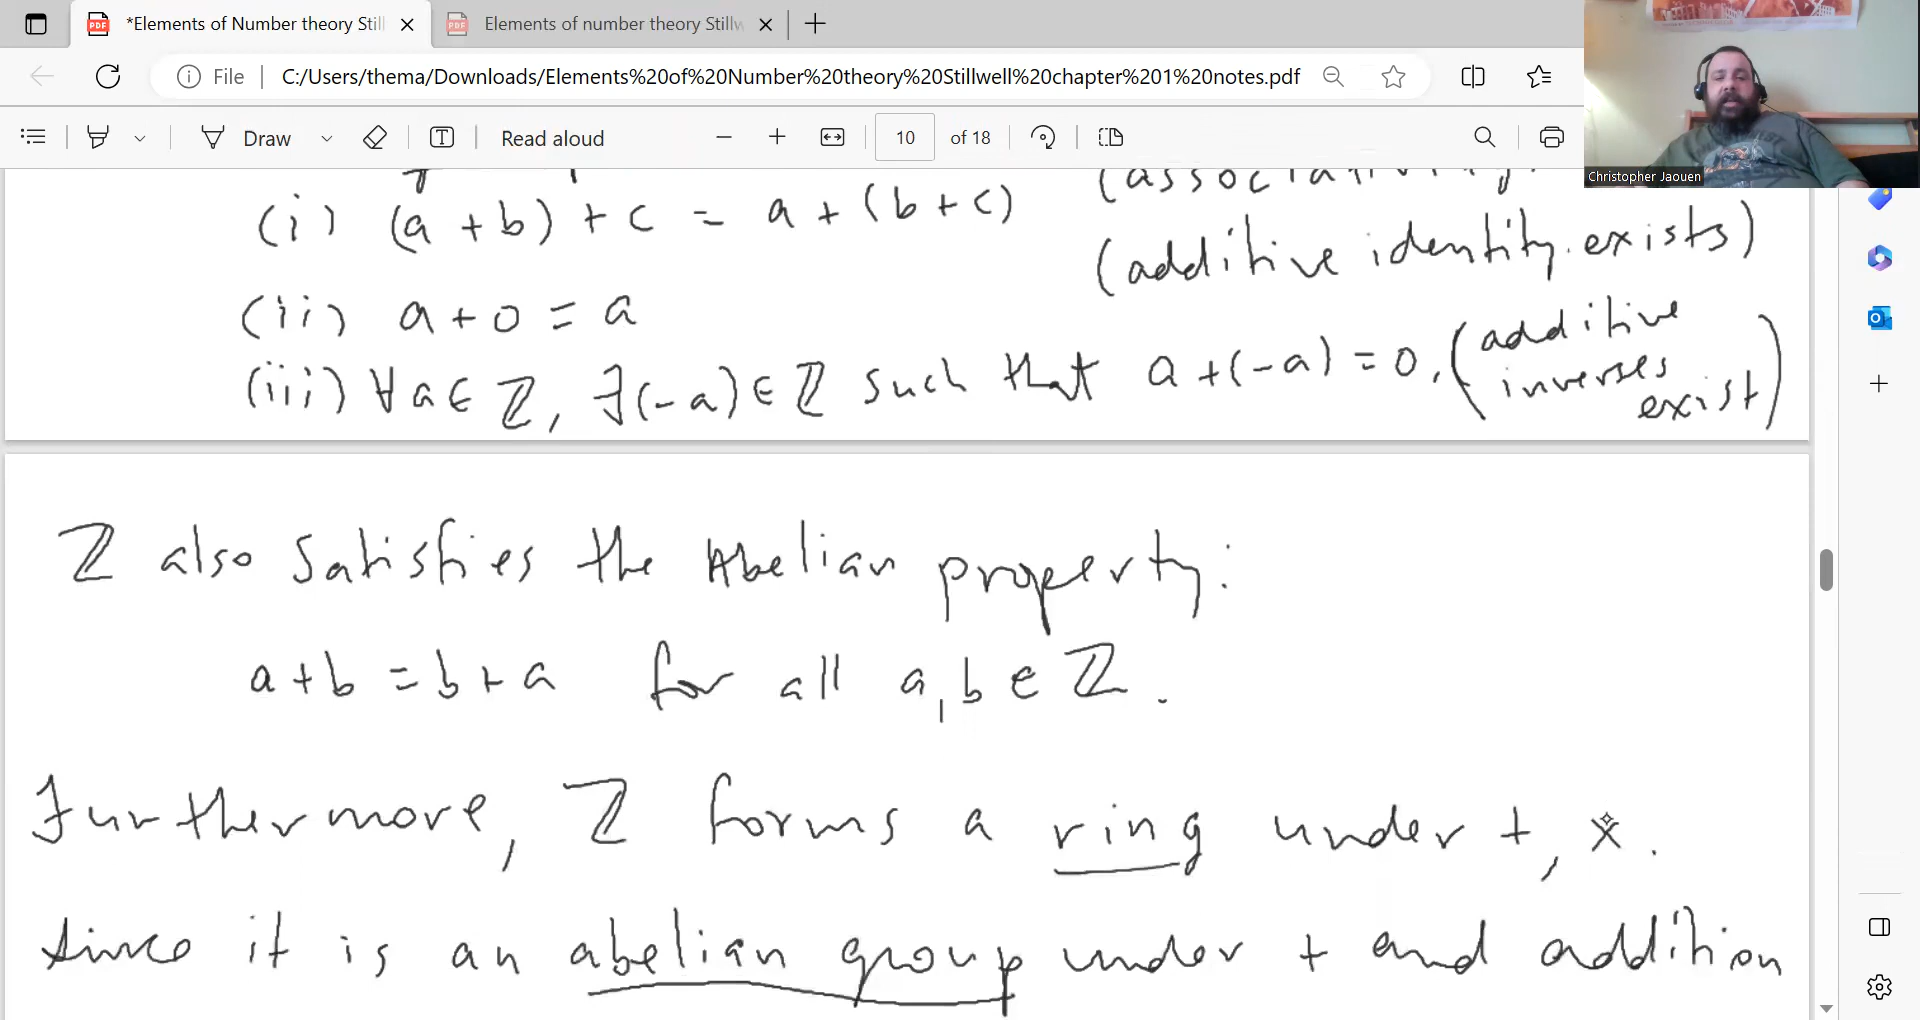 *Elements of Number theory Still
Elements of number theory Stillw
File
C:/Users/thema/Downloads/Elements%20of%20Number%20theory%20Stillwell%20chapter%201%20notes.pdf
Draw
Read aloud
10 of 18
Christopher Jaouen
(i) (a + b) + c = a + (b + c)
(additive identity exists)
(ii) a + 0 = a
(iii) ∀a∈ℤ, ∃(-a)∈ℤ such that a+(-a)=0, (additive
inverses
exist)
ℤ also satisfies the Abelian property:
a+b=b+a for all a,b∈ℤ.
Furthermore, ℤ forms a ring under +, ×.
since it is an abelian group under + and addition